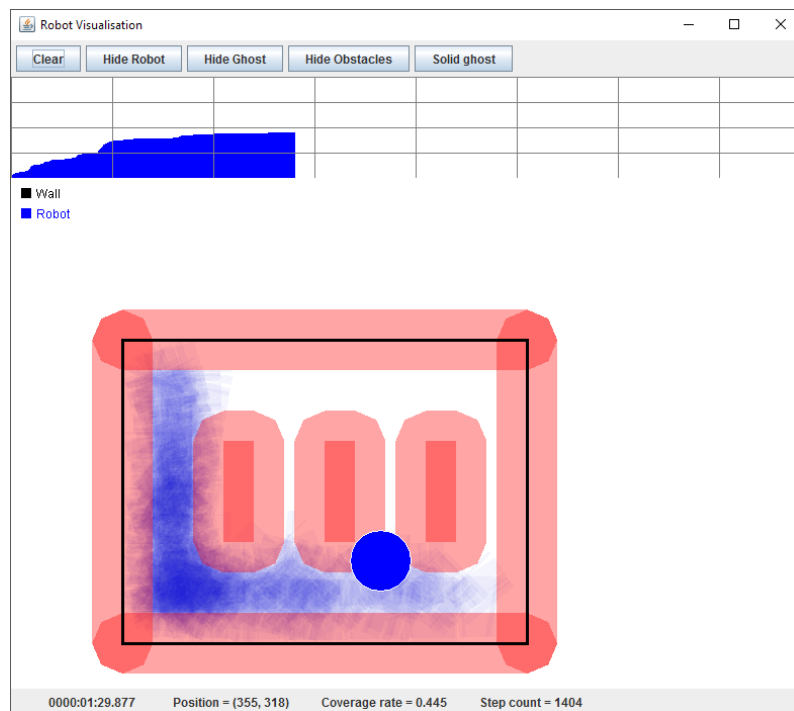 Robot Visualisation
Clear Hide Robot Hide Ghost Hide Obstacles Solid ghost
Wall
Robot
0000:01:29.877 Position = (355, 318) Coverage rate = 0.445 Step count = 1404